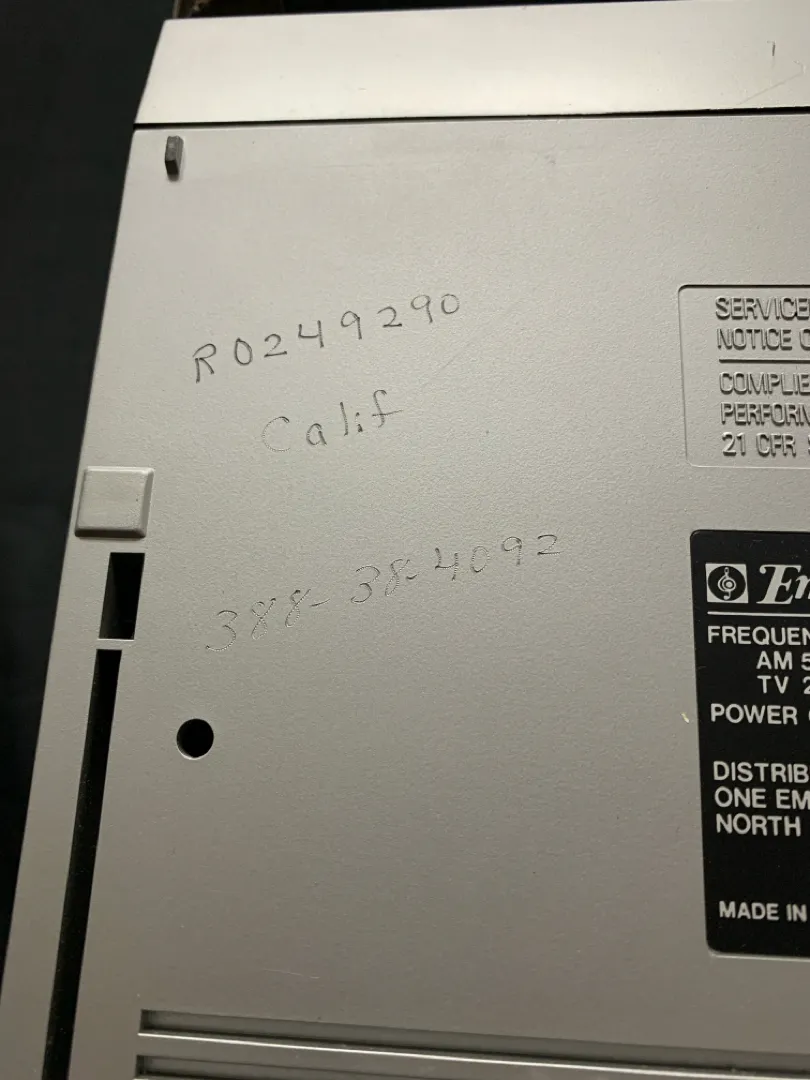 R0249290
Calif
388-38-4092
SERVICE
NOTICE
COMPLIE
PERFORM
21 CFR
Em
FREQUEN
AM 5
TV 2
POWER
DISTRIB
ONE EM
NORTH
MADE IN